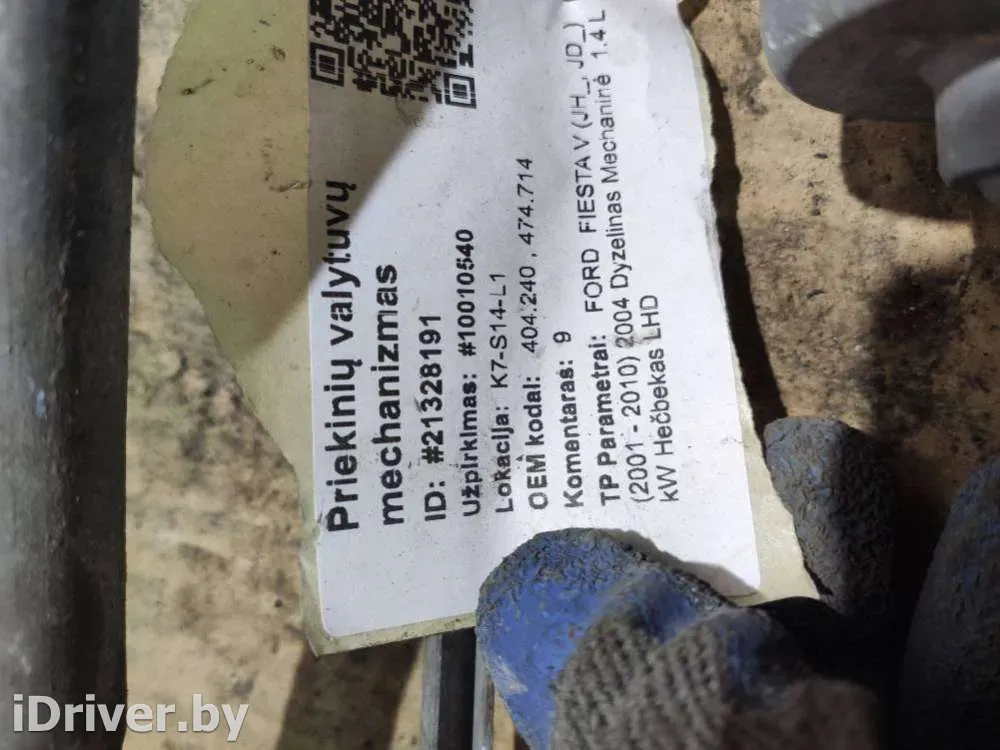 Priekinių valytuvų
mechanizmas
ID: #21328191
Užpirkimas: #10010540
Lokacija: K7-S14-L1
OEM kodai: 404.240 , 474.714
Komentaras: 9
TP Parametrai: FORD FIESTA V (JH_, JD_)
(2001 - 2010) 2004 Dyzelinas Mechaninė 1.4 L
kW Hečbekas LHD
iDriver.by